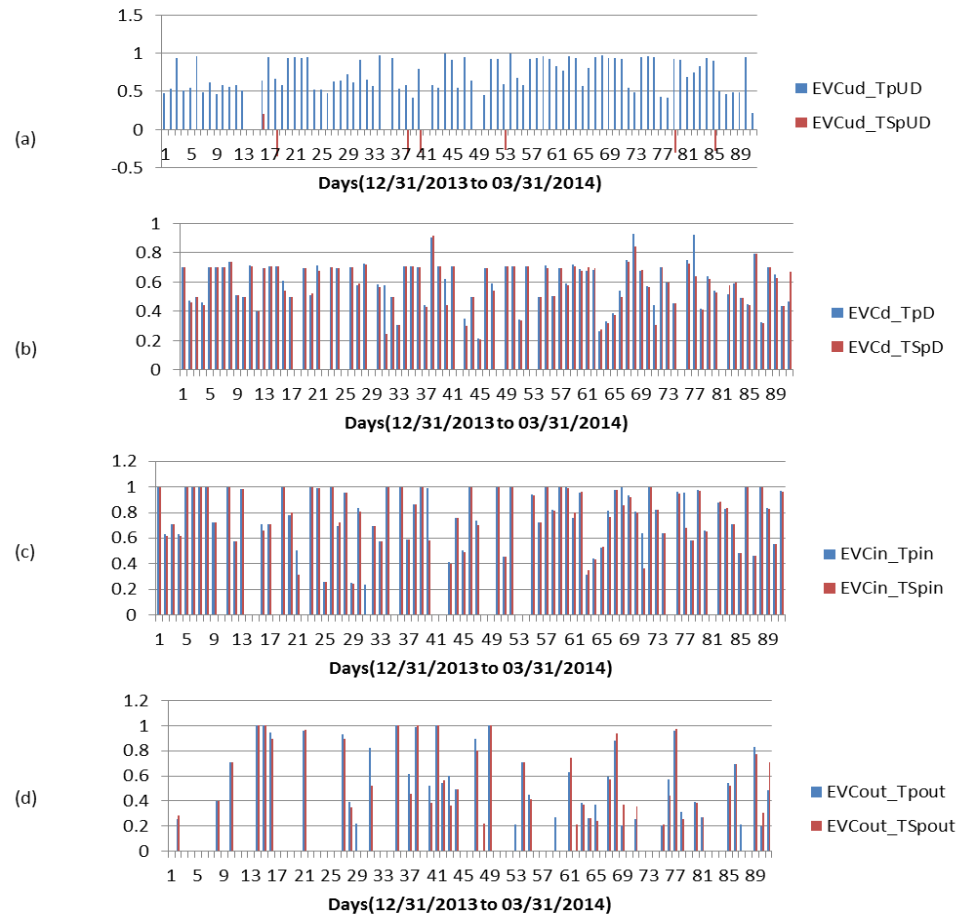 1.5
1
0.5
0
-0.5
1 5 9 13 17 21 25 29 33 37 41 45 49 53 57 61 65 69 73 77 81 85 89
Days(12/31/2013 to 03/31/2014)
(a)
EVCud_TpUD
EVCud_TSpUD
1
0.8
0.6
0.4
0.2
0
1 5 9 13 17 21 25 29 33 37 41 45 49 53 57 61 65 69 73 77 81 85 89
Days(12/31/2013 to 03/31/2014)
(b)
EVCd_TpD
EVCd_TSpD
1.2
1
0.8
0.6
0.4
0.2
0
1 5 9 13 17 21 25 29 33 37 41 45 49 53 57 61 65 69 73 77 81 85 89
Days(12/31/2013 to 03/31/2014)
(c)
EVCin_Tpin
EVCin_TSpin
1.2
1
0.8
0.6
0.4
0.2
0
1 5 9 13 17 21 25 29 33 37 41 45 49 53 57 61 65 69 73 77 81 85 89
Days(12/31/2013 to 03/31/2014)
(d)
EVCout_Tpout
EVCout_TSpout